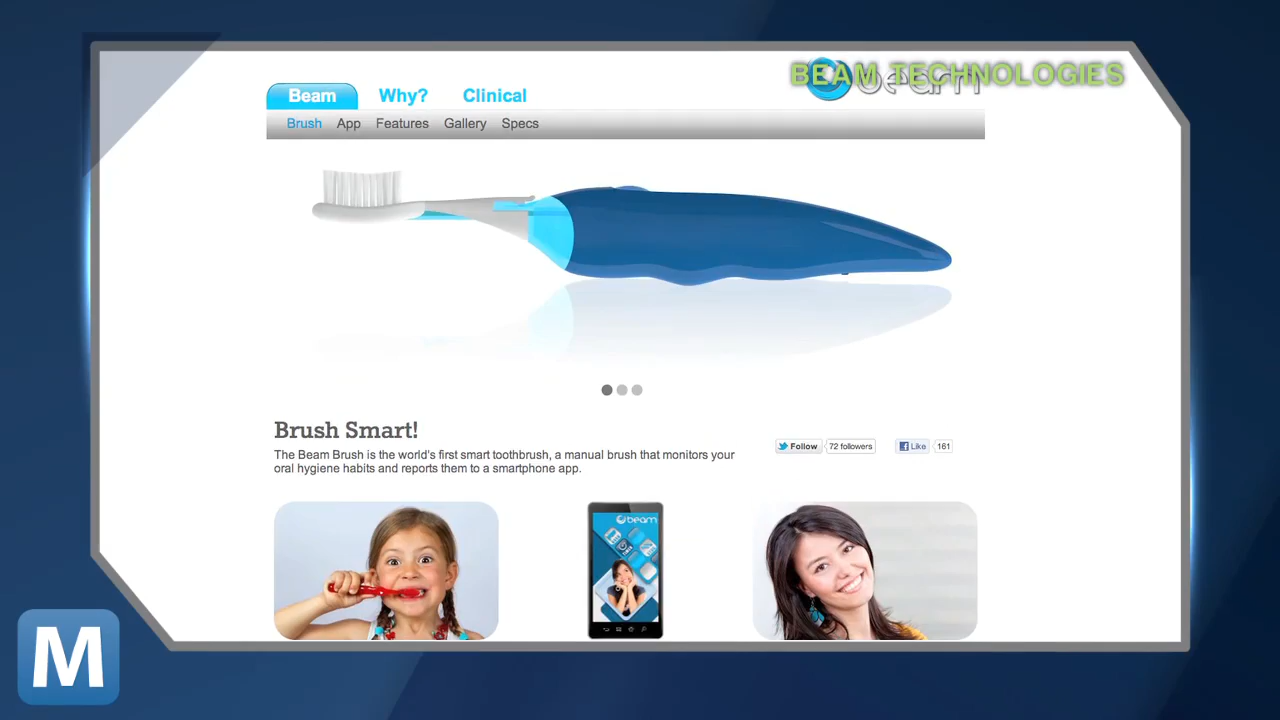 BEAM TECHNOLOGIES
beam
Beam Why? Clinical
Brush App Features Gallery Specs
Brush Smart!
The Beam Brush is the world's first smart toothbrush, a manual brush that monitors your
oral hygiene habits and reports them to a smartphone app.
Follow 72 followers Like 161
beam
M